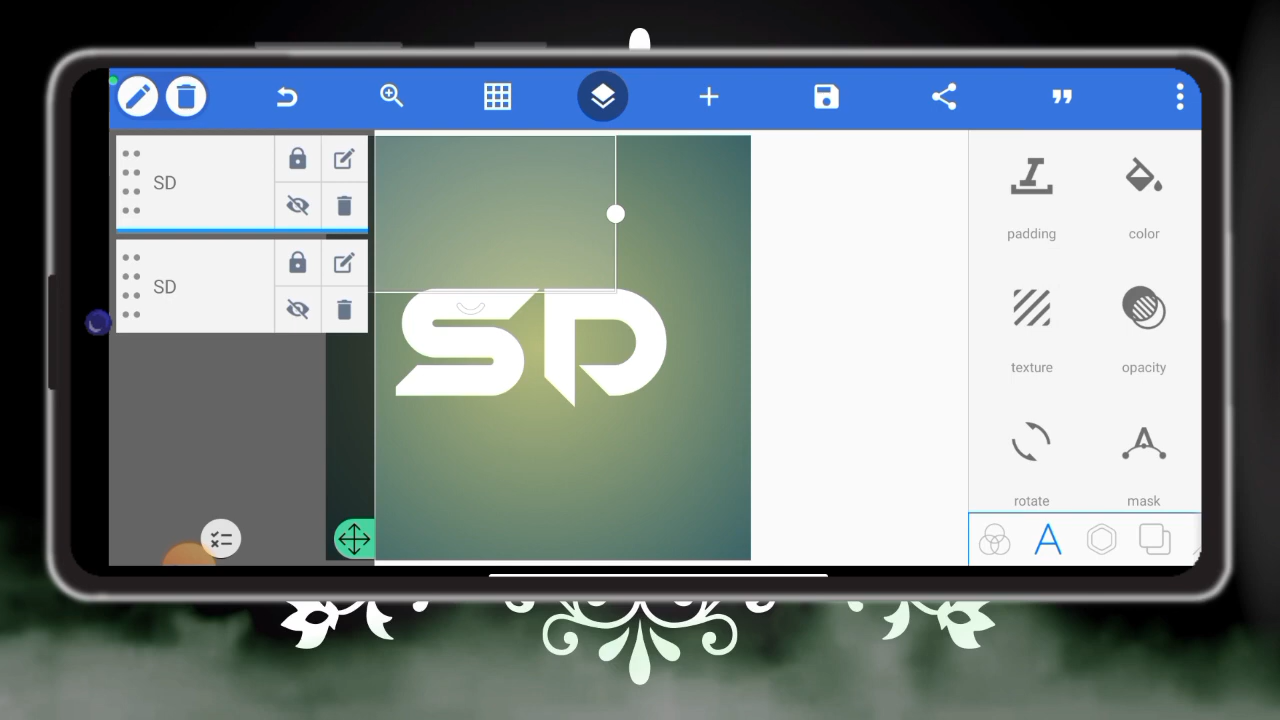 SD
SD
SD
padding
color
texture
opacity
rotate
mask
A